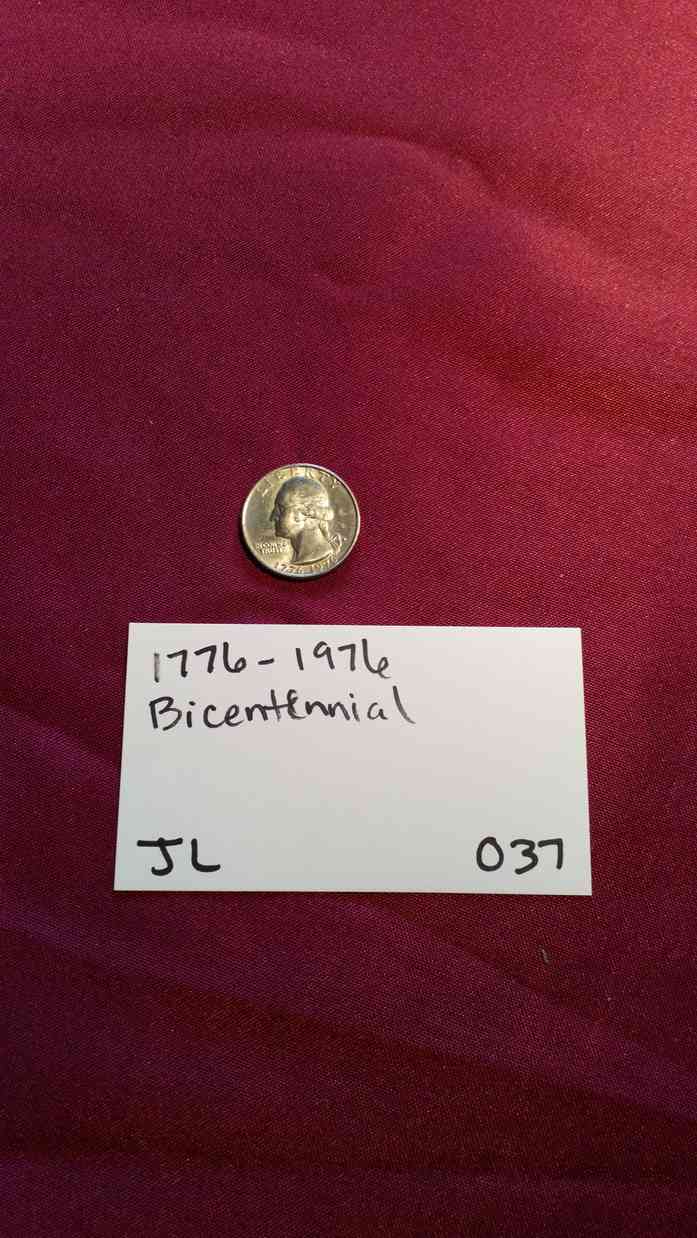 LIBERTY
IN GOD WE
TRUST
1776-1976
1776-1976
Bicentennial
JL 037